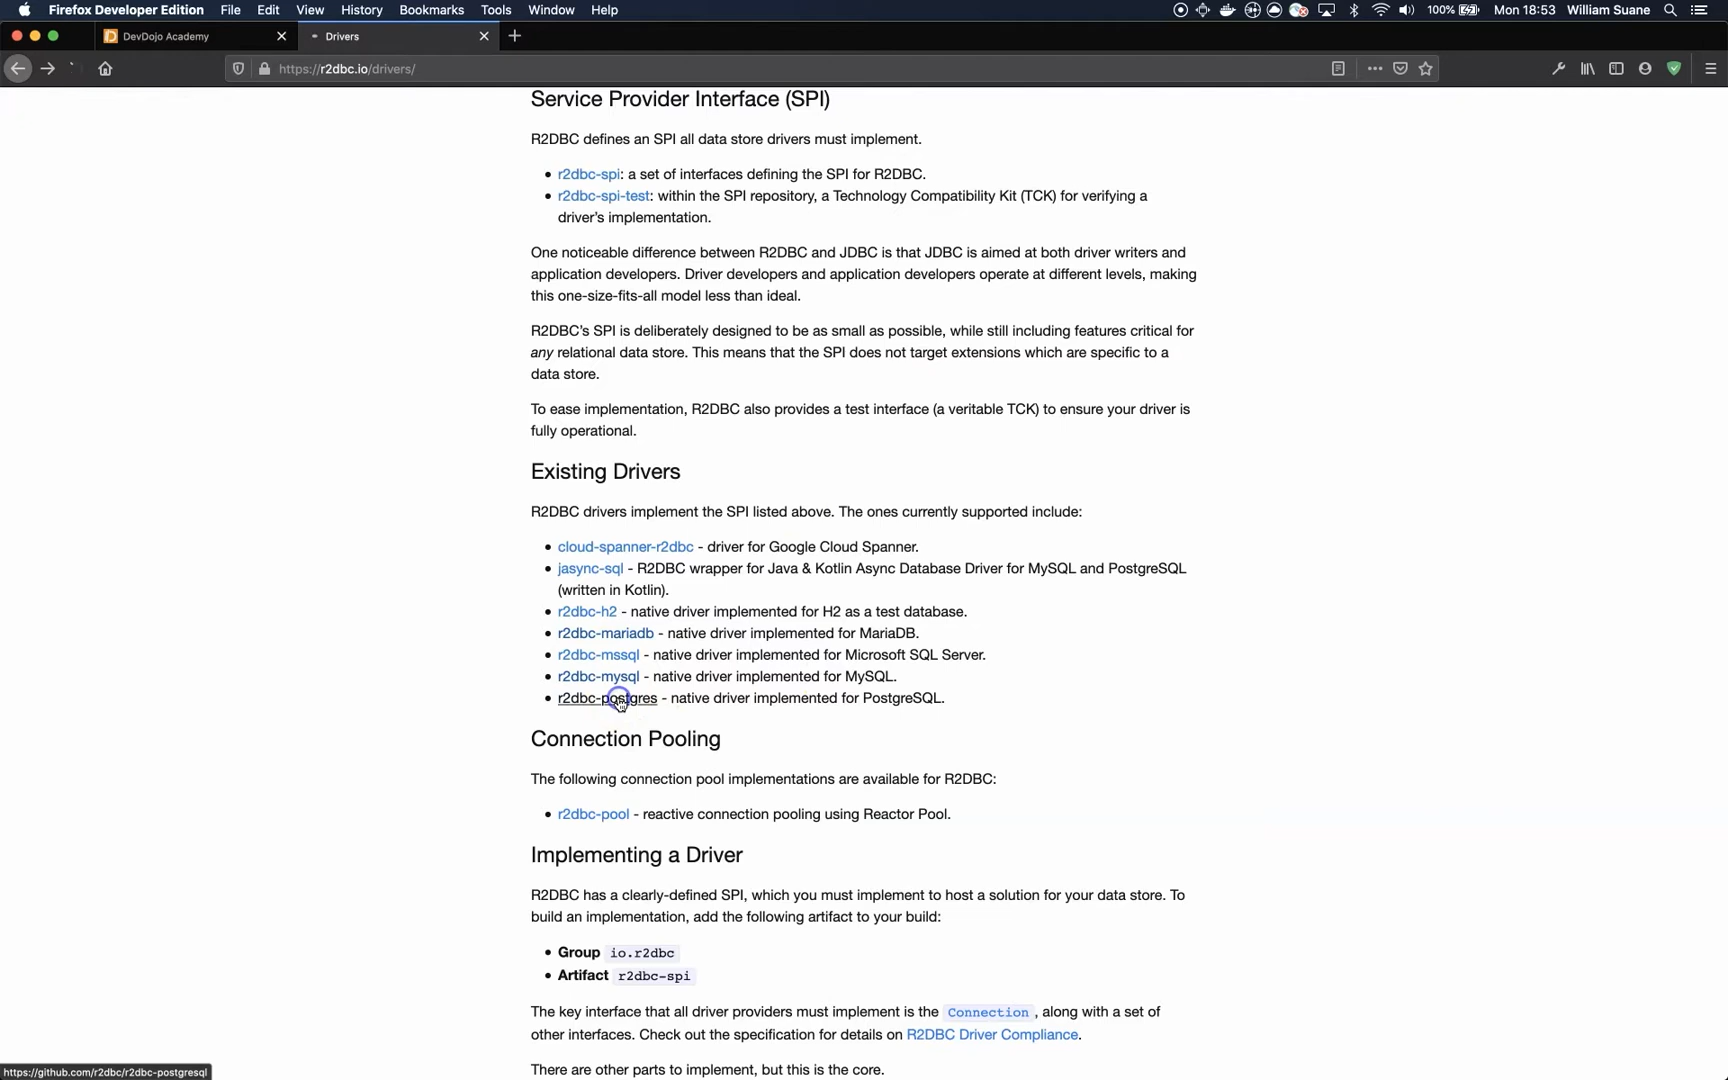 Firefox Developer Edition File Edit View History Bookmarks Tools Window Help 100% Mon 18:53 William Suane
DevDojo Academy Drivers
https://r2dbc.io/drivers/
Service Provider Interface (SPI)
R2DBC defines an SPI all data store drivers must implement.
• r2dbc-spi: a set of interfaces defining the SPI for R2DBC.
• r2dbc-spi-test: within the SPI repository, a Technology Compatibility Kit (TCK) for verifying a
driver's implementation.
One noticeable difference between R2DBC and JDBC is that JDBC is aimed at both driver writers and
application developers. Driver developers and application developers operate at different levels, making
this one-size-fits-all model less than ideal.
R2DBC's SPI is deliberately designed to be as small as possible, while still including features critical for
any relational data store. This means that the SPI does not target extensions which are specific to a
data store.
To ease implementation, R2DBC also provides a test interface (a veritable TCK) to ensure your driver is
fully operational.
Existing Drivers
R2DBC drivers implement the SPI listed above. The ones currently supported include:
• cloud-spanner-r2dbc - driver for Google Cloud Spanner.
• jasync-sql - R2DBC wrapper for Java & Kotlin Async Database Driver for MySQL and PostgreSQL
(written in Kotlin).
• r2dbc-h2 - native driver implemented for H2 as a test database.
• r2dbc-mariadb - native driver implemented for MariaDB.
• r2dbc-mssql - native driver implemented for Microsoft SQL Server.
• r2dbc-mysql - native driver implemented for MySQL.
• r2dbc-postgres - native driver implemented for PostgreSQL.
Connection Pooling
The following connection pool implementations are available for R2DBC:
• r2dbc-pool - reactive connection pooling using Reactor Pool.
Implementing a Driver
R2DBC has a clearly-defined SPI, which you must implement to host a solution for your data store. To
build an implementation, add the following artifact to your build:
• Group io.r2dbc
• Artifact r2dbc-spi
The key interface that all driver providers must implement is the Connection, along with a set of
other interfaces. Check out the specification for details on R2DBC Driver Compliance.
There are other parts to implement, but this is the core.
https://github.com/r2dbc/r2dbc-postgresql